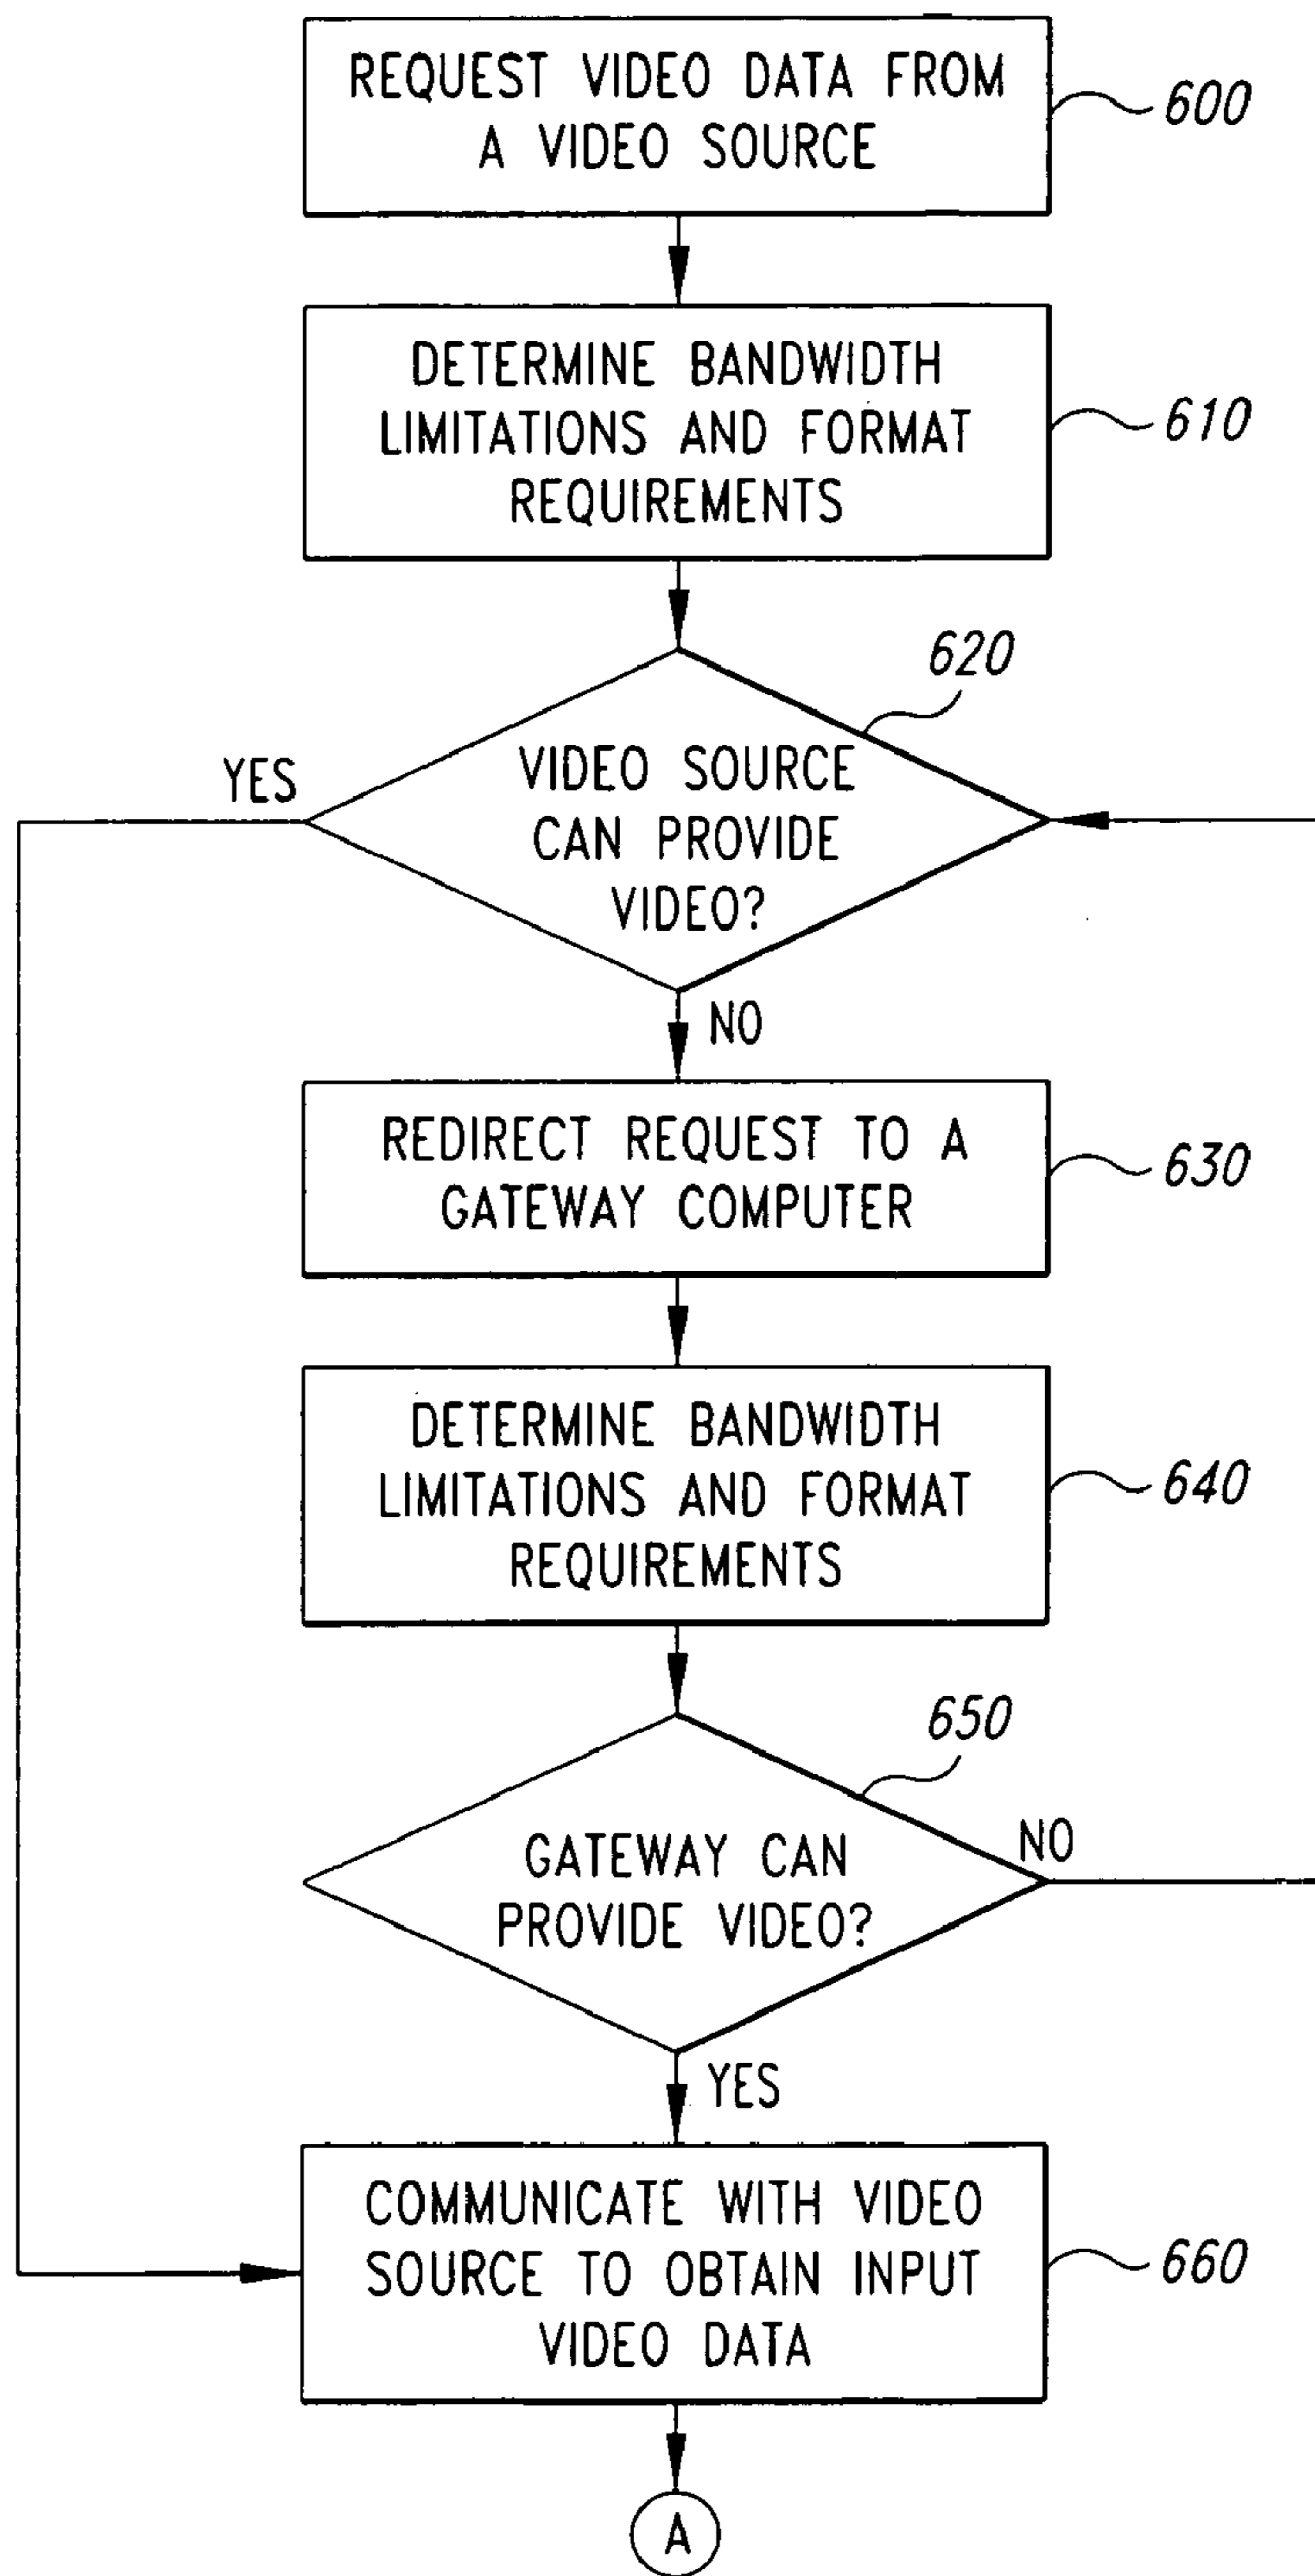 REQUEST VIDEO DATA FROM
A VIDEO SOURCE
600
DETERMINE BANDWIDTH
LIMITATIONS AND FORMAT
REQUIREMENTS
610
620
YES
VIDEO SOURCE
CAN PROVIDE
VIDEO?
NO
REDIRECT REQUEST TO A
GATEWAY COMPUTER
630
DETERMINE BANDWIDTH
LIMITATIONS AND FORMAT
REQUIREMENTS
640
650
GATEWAY CAN
PROVIDE VIDEO?
NO
YES
COMMUNICATE WITH VIDEO
SOURCE TO OBTAIN INPUT
VIDEO DATA
660
A